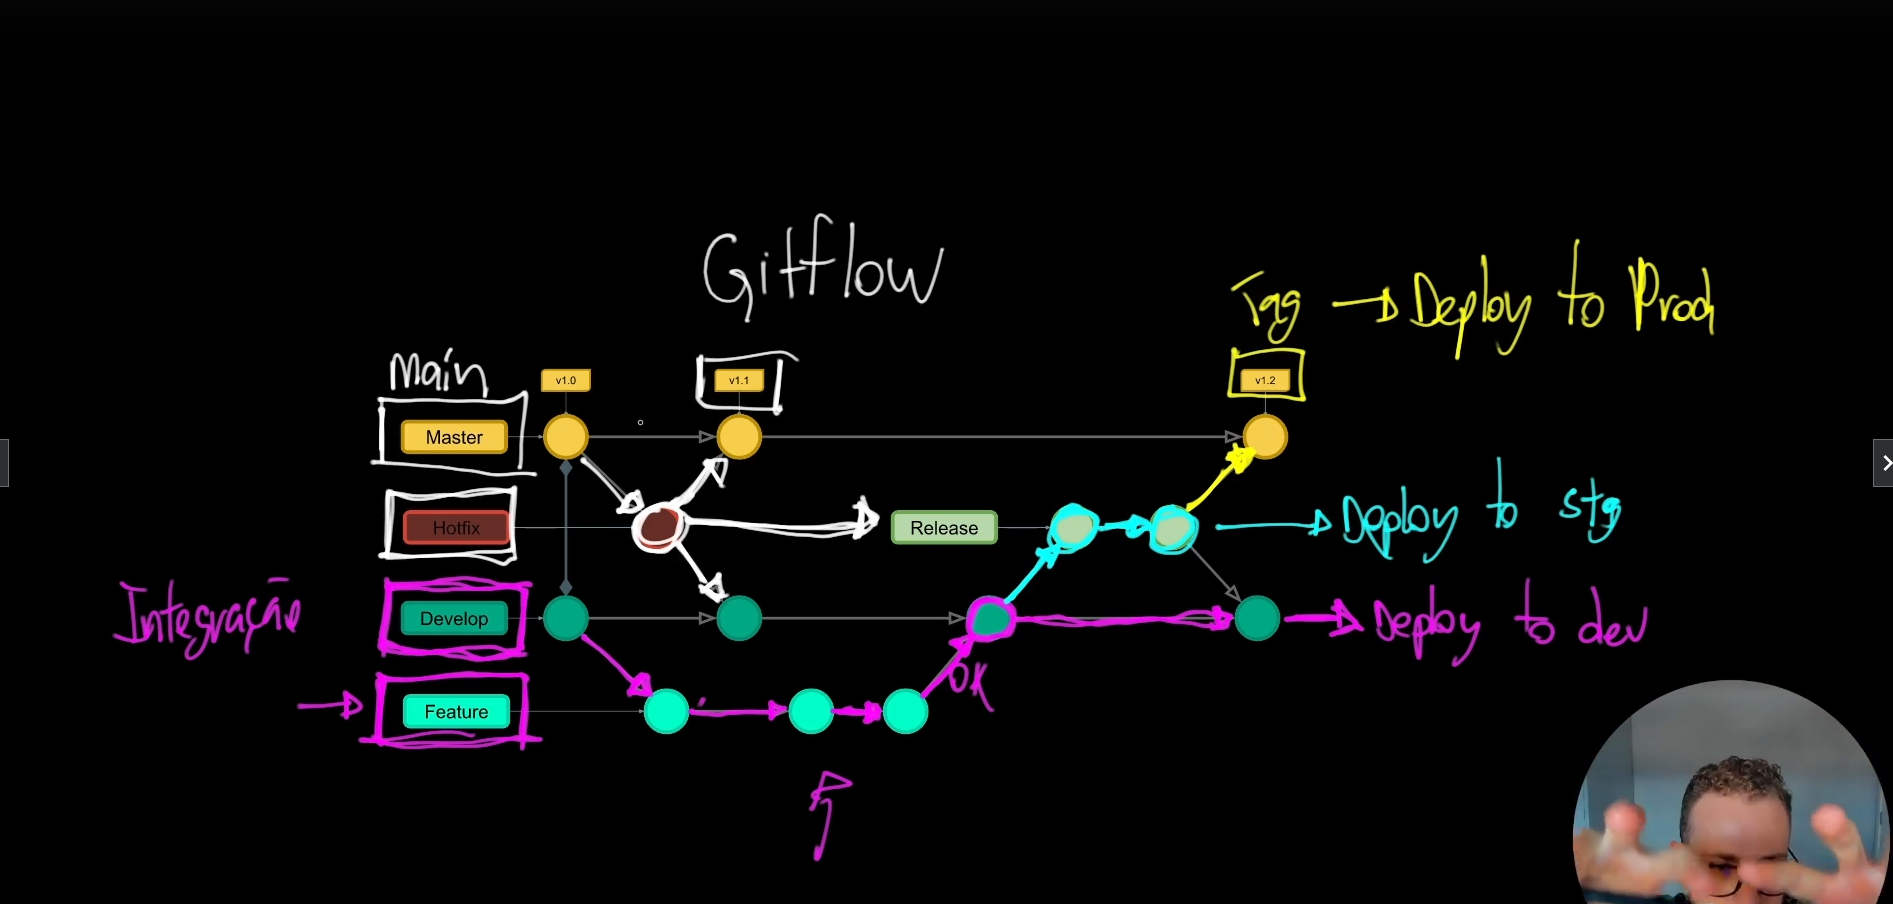 Gitflow
Tag → Deploy to Prod
Main
v1.0
v1.1
v1.2
Master
Hotfix
Release
Deploy to stg
Integração
Develop
Deploy to dev
OK
Feature